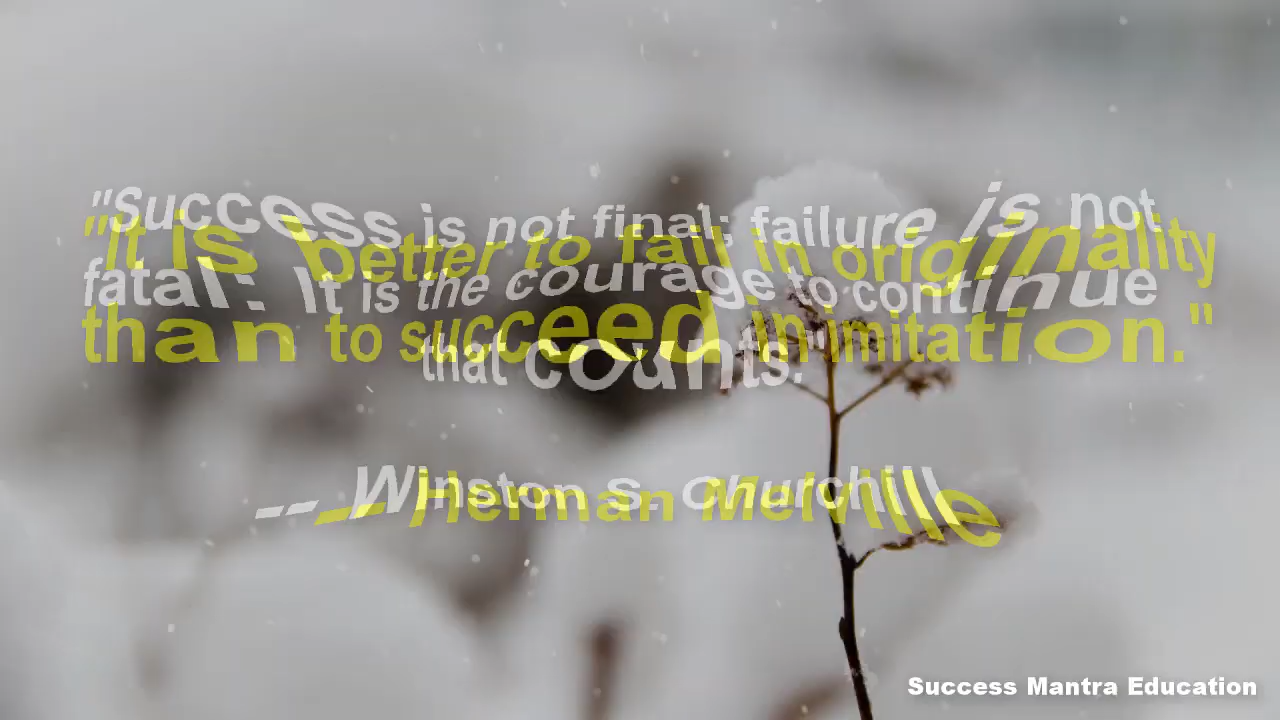 "Success is not final; failure is not
fatal: It is the courage to continue
that counts."
-- Winston S. Churchill
"It is better to fail in originality
than to succeed in imitation."
-- Herman Melville
Success Mantra Education